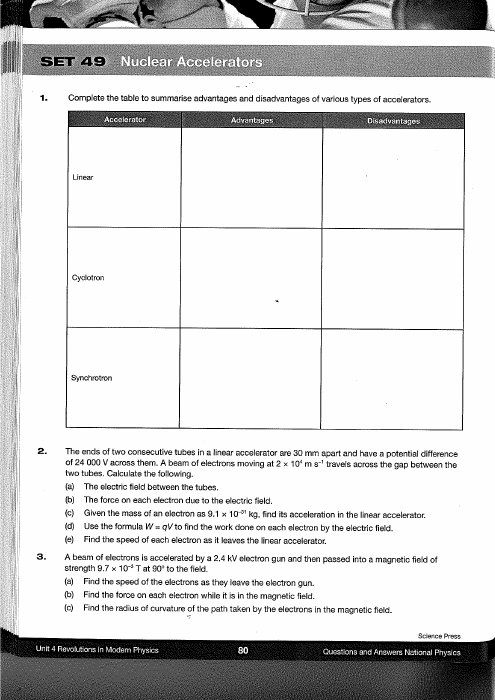 SET 49 Nuclear Accelerators
1. Complete the table to summarise advantages and disadvantages of various types of accelerators.
Accelerator Advantages Disadvantages
Linear
Cyclotron
Synchrotron
2. The ends of two consecutive tubes in a linear accelerator are 30 mm apart and have a potential difference
of 24 000 V across them. A beam of electrons moving at 2 × 10⁴ m s⁻¹ travels across the gap between the
two tubes. Calculate the following.
(a) The electric field between the tubes.
(b) The force on each electron due to the electric field.
(c) Given the mass of an electron as 9.1 × 10⁻³¹ kg, find its acceleration in the linear accelerator.
(d) Use the formula W = qV to find the work done on each electron by the electric field.
(e) Find the speed of each electron as it leaves the linear accelerator.
3. A beam of electrons is accelerated by a 2.4 kV electron gun and then passed into a magnetic field of
strength 9.7 × 10⁻³ T at 90° to the field.
(a) Find the speed of the electrons as they leave the electron gun.
(b) Find the force on each electron while it is in the magnetic field.
(c) Find the radius of curvature of the path taken by the electrons in the magnetic field.
Science Press
Unit 4 Revolutions in Modern Physics 80 Questions and Answers National Physics